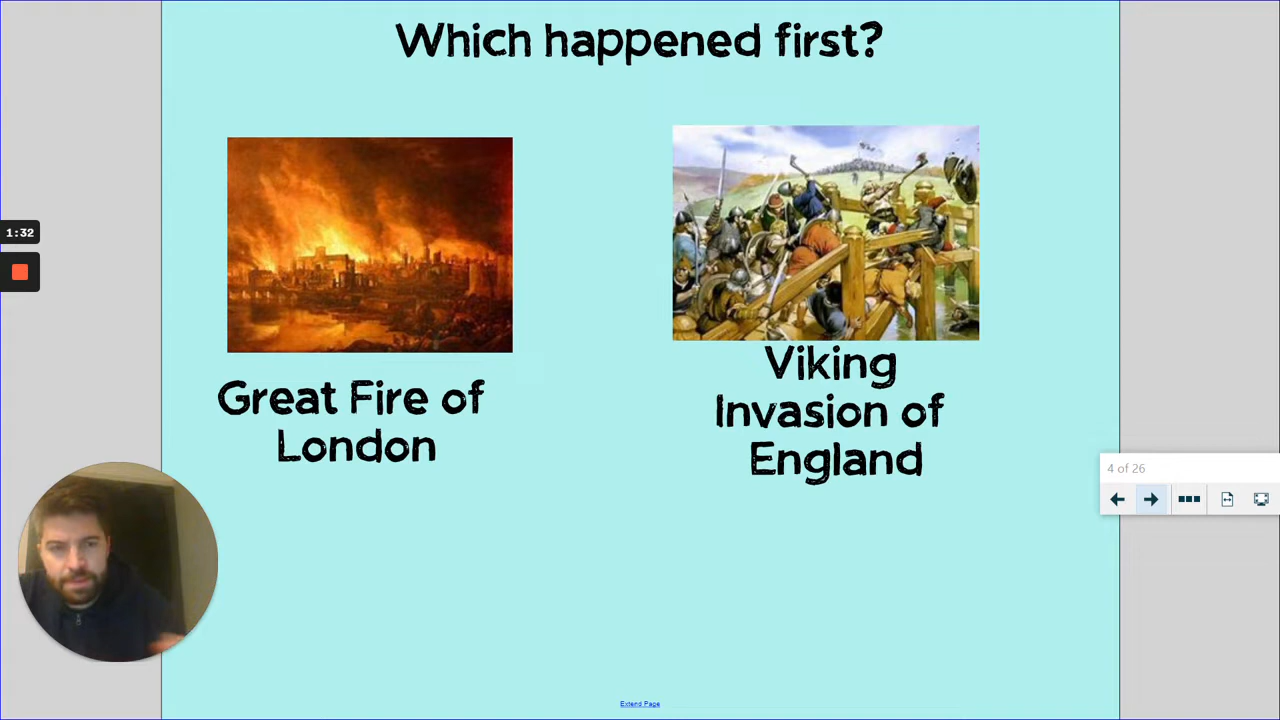 Which happened first?
1:32
Great Fire of
London
Viking
Invasion of
England
4 of 26
Extend Page